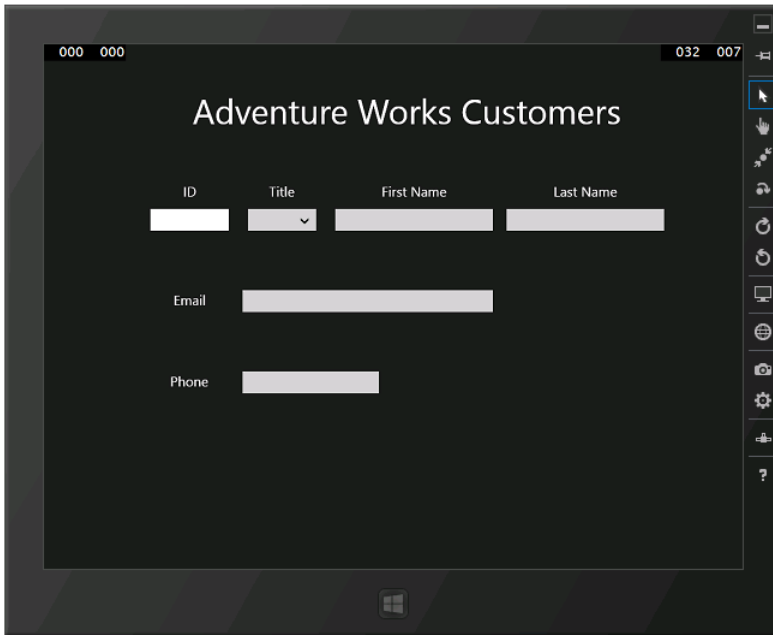 000 000 032 007
Adventure Works Customers
ID Title First Name Last Name
Email
Phone
?